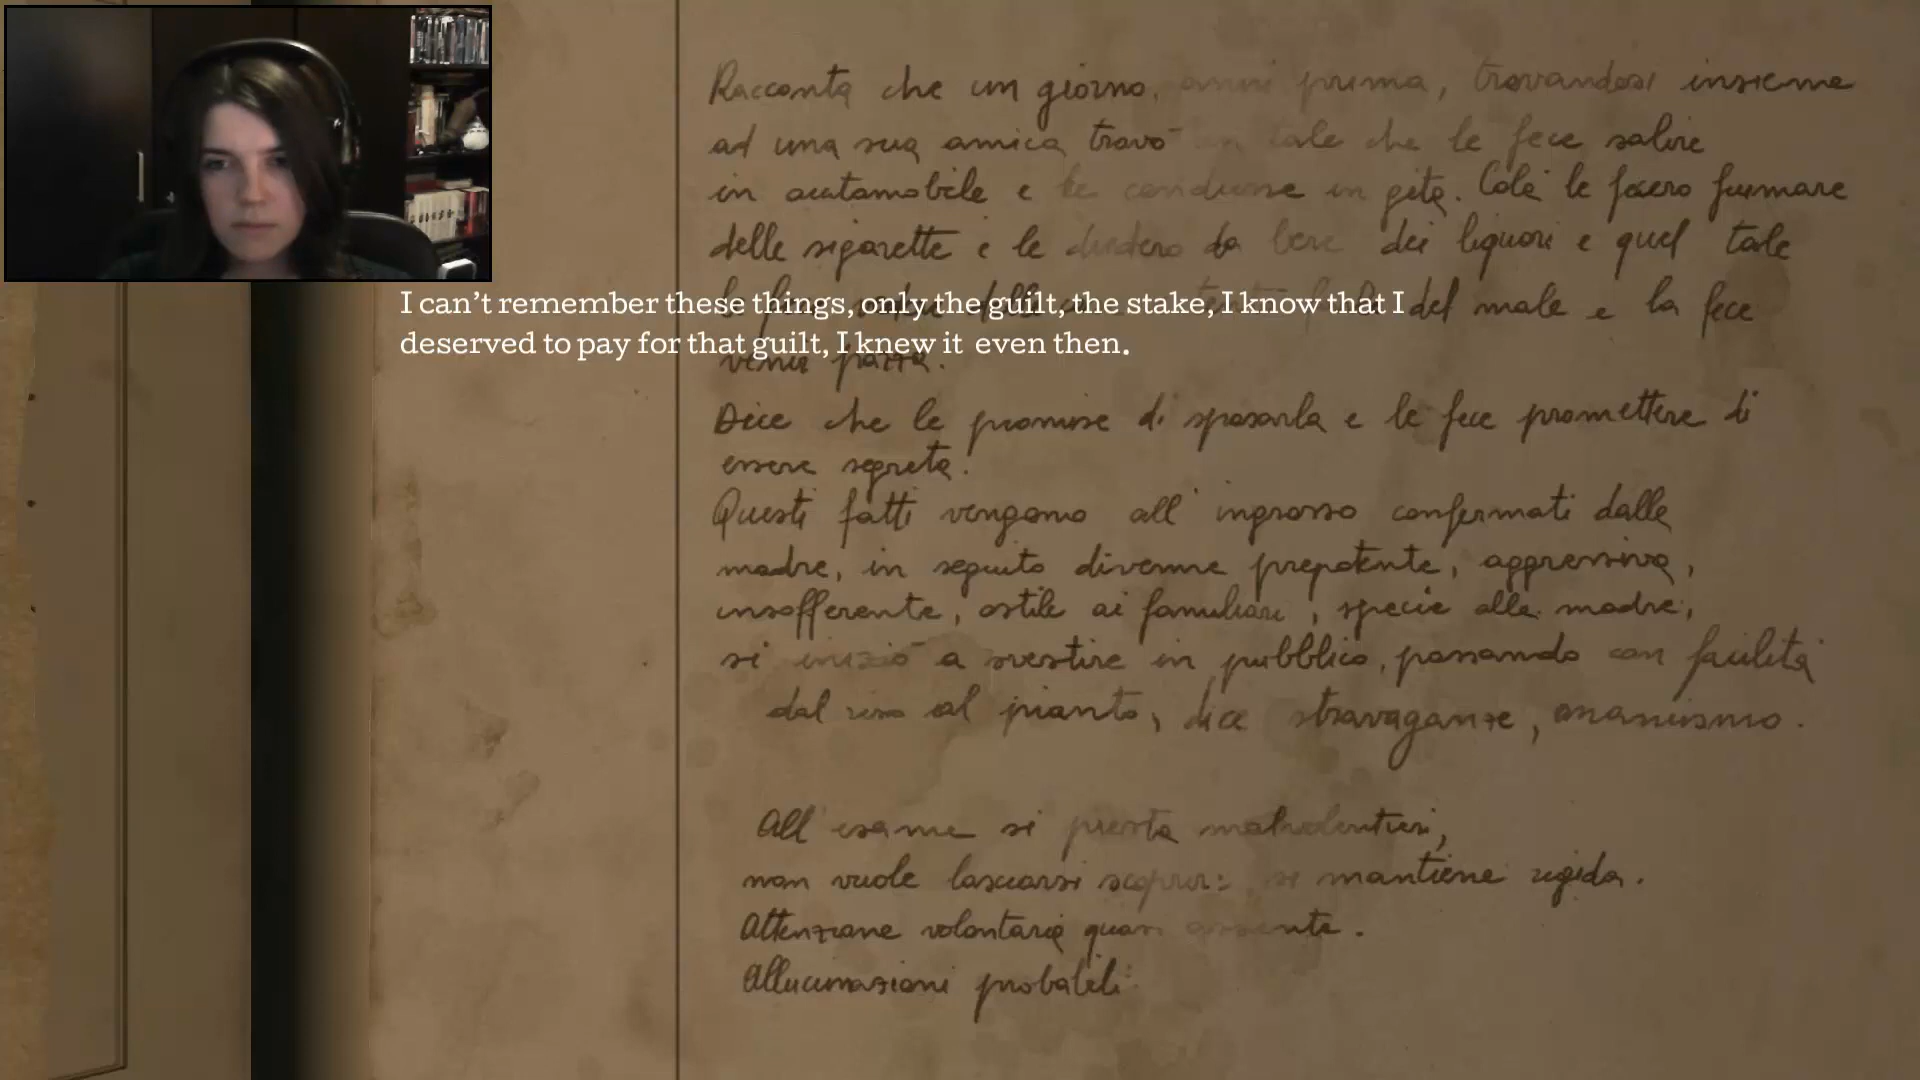 Racconta che un giorno, anni prima, trovandosi insieme
ad una sua amica trovò un tale che le fece salire
in automobile e le condusse in gita. Colà le fecero fumare
delle sigarette e le diedero da bere dei liquori e quel tale
del male e la fece
I can't remember these things, only the guilt, the stake, I know that I
deserved to pay for that guilt, I knew it even then.
venir pazza.
Dice che le promise di sposarla e le fece promettere di
essere segreta.
Questi fatti vengono all'ingrosso confermati dalla
madre, in seguito divenne prepotente, aggressiva,
insofferente, ostile ai familiari, specie alla madre,
si iniziò a svestire in pubblico, passando con facilità
dal riso al pianto, dice stravaganze, onanismo.
All'esame si presta malvolentieri,
non vuole lasciarsi scoprire: si mantiene rigida.
Attenzione volontaria quasi assente.
Allucinazioni probabili